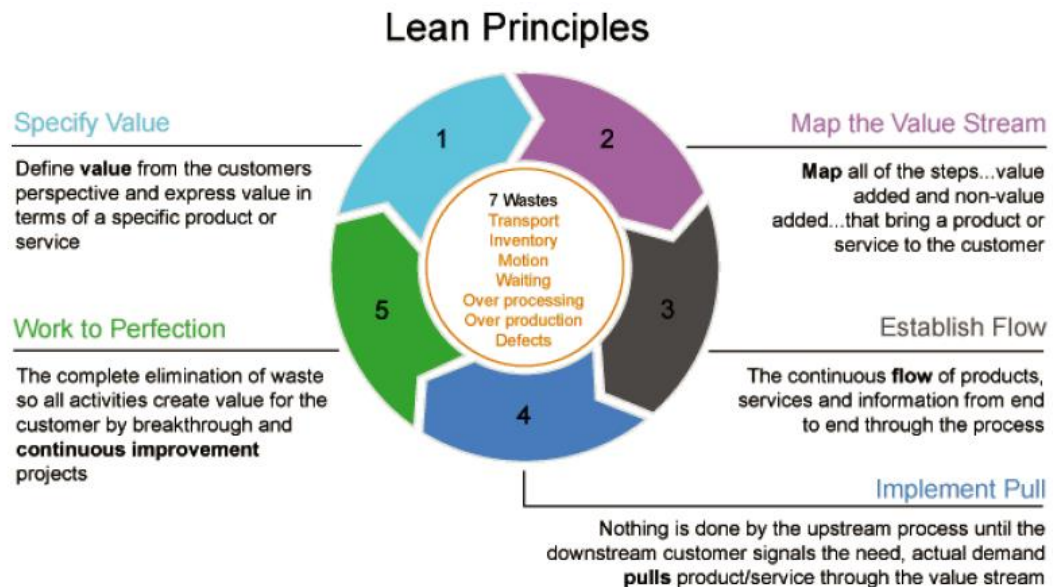 Lean Principles
Specify Value
Define value from the customers
perspective and express value in
terms of a specific product or
service
1
2
Map the Value Stream
Map all of the steps...value
added and non-value
added...that bring a product or
service to the customer
7 Wastes
Transport
Inventory
Motion
Waiting
Over processing
Over production
Defects
3
Establish Flow
The continuous flow of products,
services and information from end
to end through the process
4
Implement Pull
Nothing is done by the upstream process until the
downstream customer signals the need, actual demand
pulls product/service through the value stream
5
Work to Perfection
The complete elimination of waste
so all activities create value for the
customer by breakthrough and
continuous improvement
projects